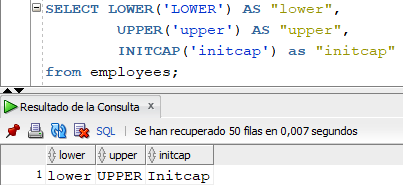 SELECT LOWER('LOWER') AS "lower",
UPPER('upper') AS "upper",
INITCAP('initcap') as "initcap"
from employees;
Resultado de la Consulta x
SQL | Se han recuperado 50 filas en 0,007 segundos
lower upper initcap
1 lower UPPER Initcap